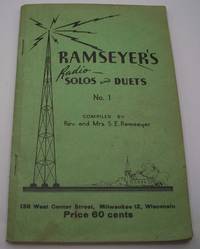 RAMSEYER'S
Radio
SOLOS and DUETS
No. 1
COMPILED BY
Rev. and Mrs. S. E. Ramseyer
138 West Center Street, Milwaukee 12, Wisconsin
Price 60 cents